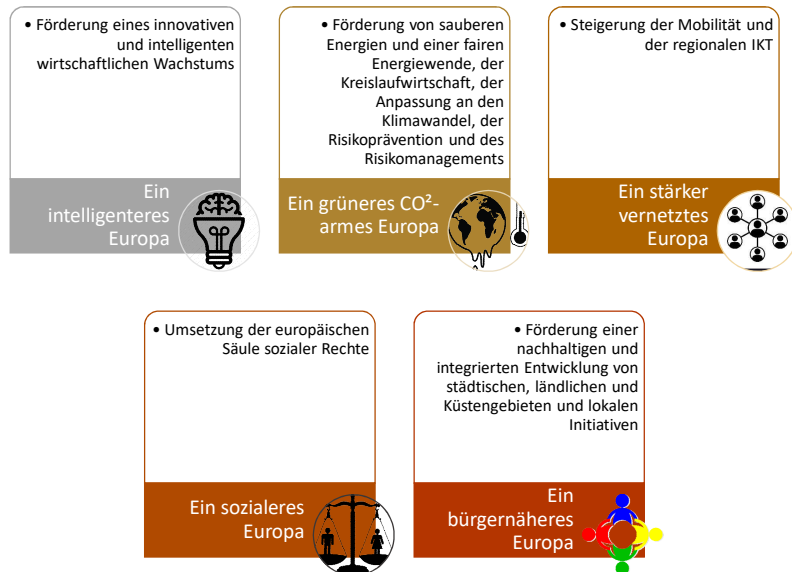 • Förderung eines innovativen
und intelligenten
wirtschaftlichen Wachstums
Ein
intelligenteres
Europa
• Förderung von sauberen
Energien und einer fairen
Energiewende, der
Kreislaufwirtschaft, der
Anpassung an den
Klimawandel, der
Risikoprävention und des
Risikomanagements
Ein grüneres CO²-
armes Europa
• Steigerung der Mobilität und
der regionalen IKT
Ein stärker
vernetztes
Europa
• Umsetzung der europäischen
Säule sozialer Rechte
Ein sozialeres
Europa
• Förderung einer
nachhaltigen und
integrierten Entwicklung von
städtischen, ländlichen und
Küstengebieten und lokalen
Initiativen
Ein
bürgernäheres
Europa